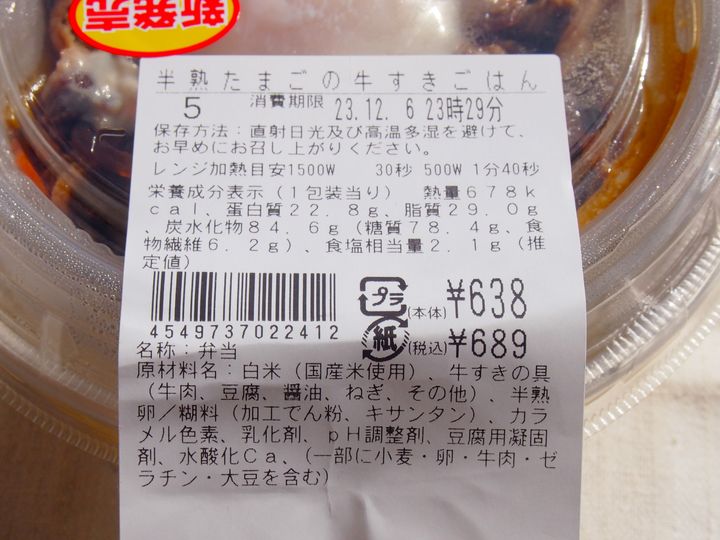 新発売
半熟たまごの牛すきごはん
5 消費期限 23.12. 6 23時29分
保存方法：直射日光及び高温多湿を避けて、
お早めにお召し上がりください。
レンジ加熱目安1500W 30秒 500W 1分40秒
栄養成分表示（1包装当り） 熱量678k
cal、蛋白質22.8g、脂質29.0g
、炭水化物84.6g（糖質78.4g、食
物繊維6.2g）、食塩相当量2.1g（推
定値）
プラ (本体) ¥638
4549737022412
紙 (税込) ¥689
名称：弁当
原材料名：白米（国産米使用）、牛すきの具
（牛肉、豆腐、醤油、ねぎ、その他）、半熟
卵／糊料（加工でん粉、キサンタン）、カラ
メル色素、乳化剤、pH調整剤、豆腐用凝固
剤、水酸化Ca、（一部に小麦・卵・牛肉・ゼ
ラチン・大豆を含む）